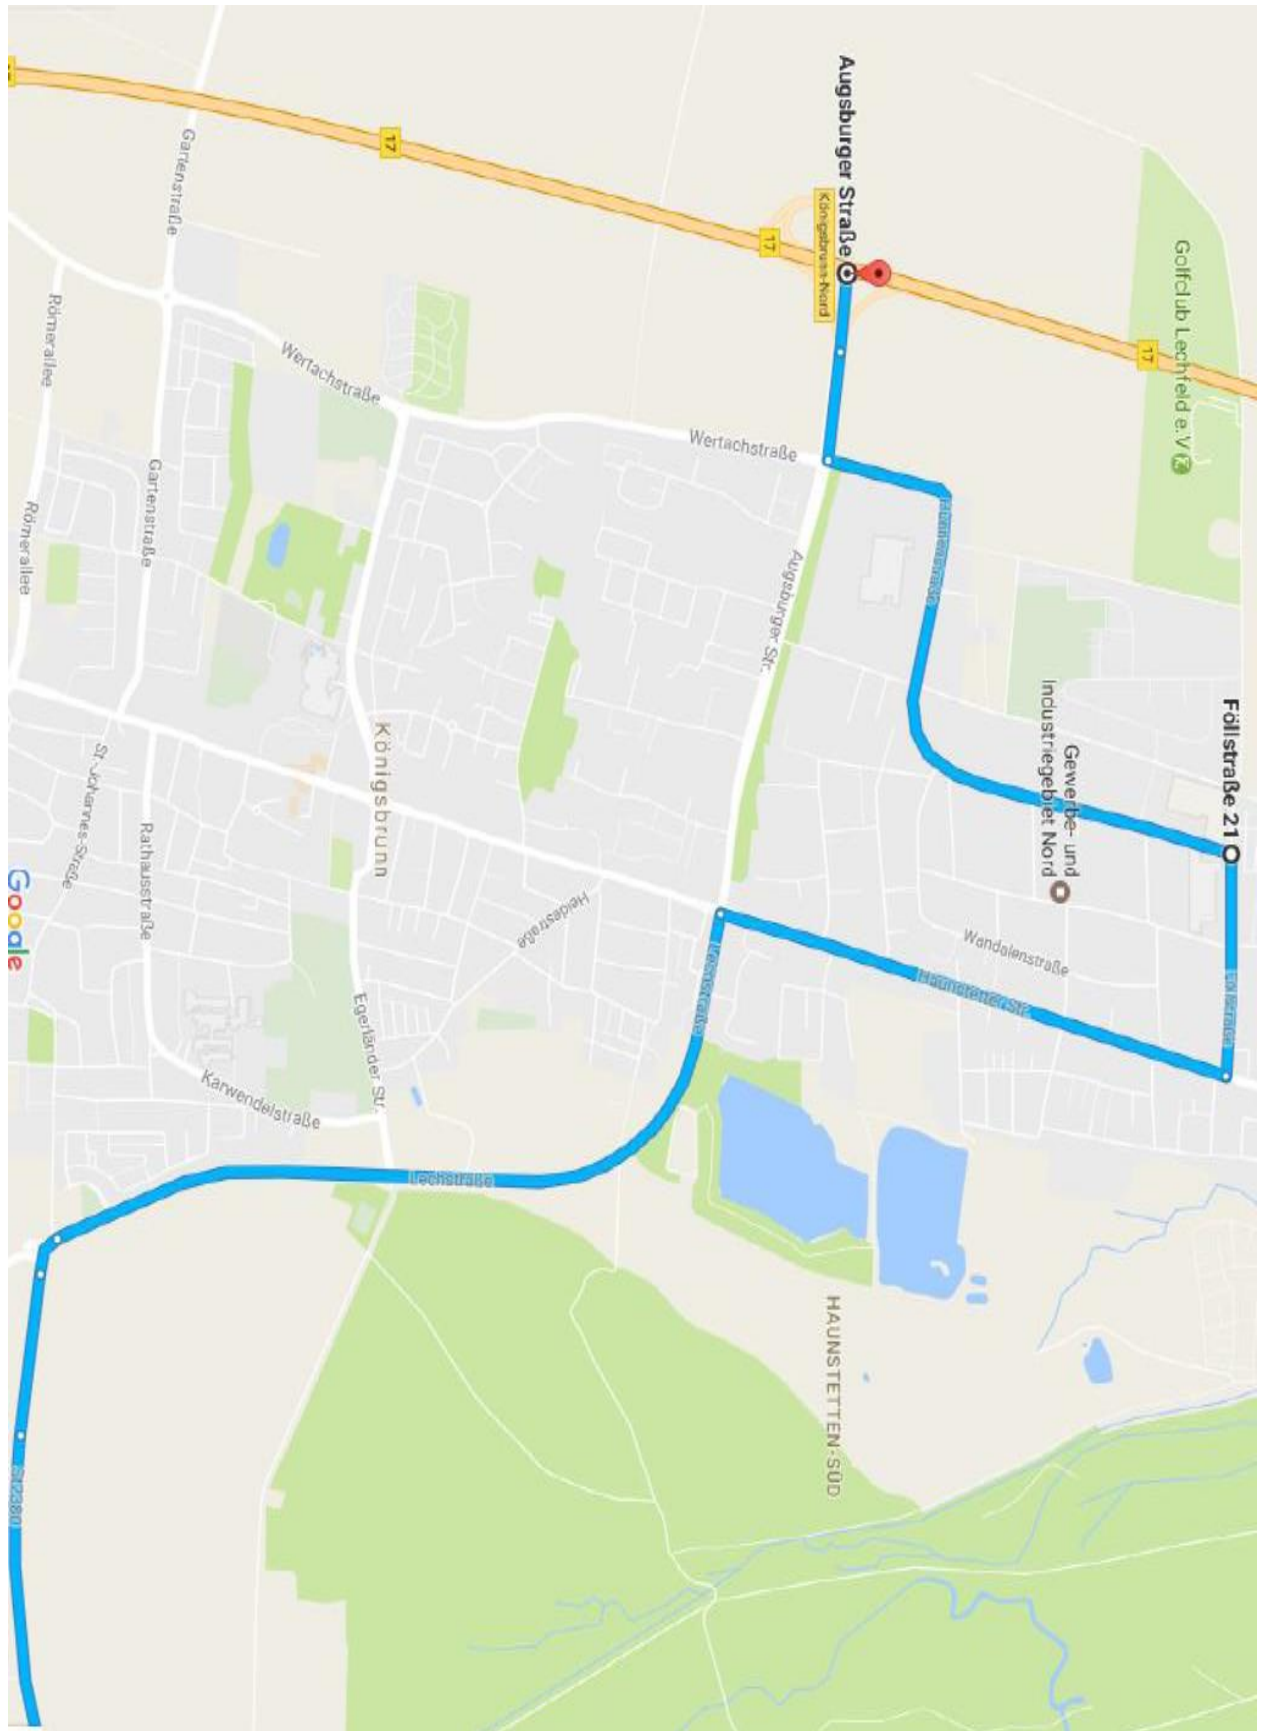 Föllstraße 21
Föllstraße
Golfclub Lechfeld e.V
17
Gewerbe- und
Industriegebiet Nord
Wandalenstraße
Haunstetter Str.
Augsburger Straße
Königsbrunn-Nord
HAUNSTETTEN-SÜD
17
Augsburger Str.
Wertachstraße
Lechstraße
Heidestraße
Lechstraße
17
Königsbrunn
Egerländer Str.
Wertachstraße
Karwendelstraße
Gartenstraße
Gartenstraße
Rathausstraße
St.-Johannes-Straße
Römerallee
Römerallee
Google
St2380